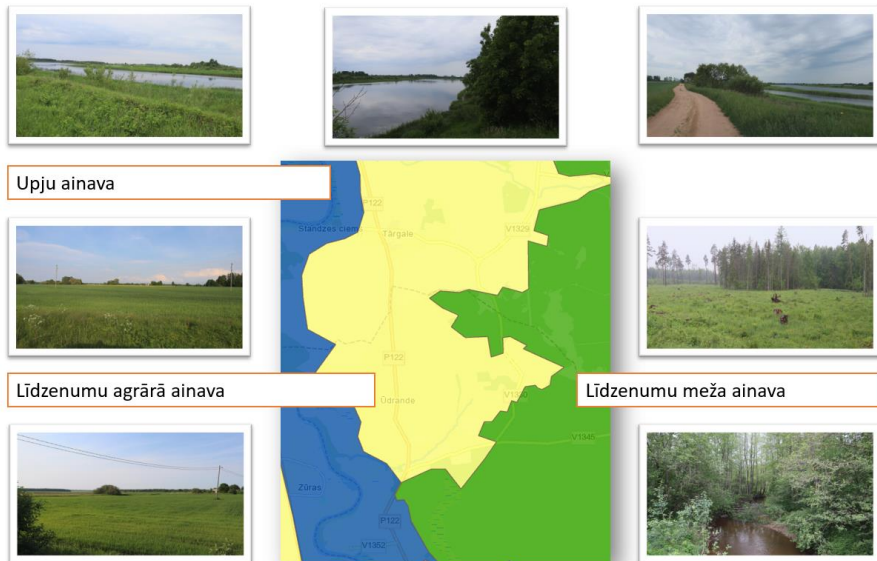 Upju ainava
P122
Standzes ciems
Tārgale
V1329
P122
Līdzenumu agrārā ainava
Līdzenumu meža ainava
Ūdrande
V1330
V1345
Zūras
P122
V1352